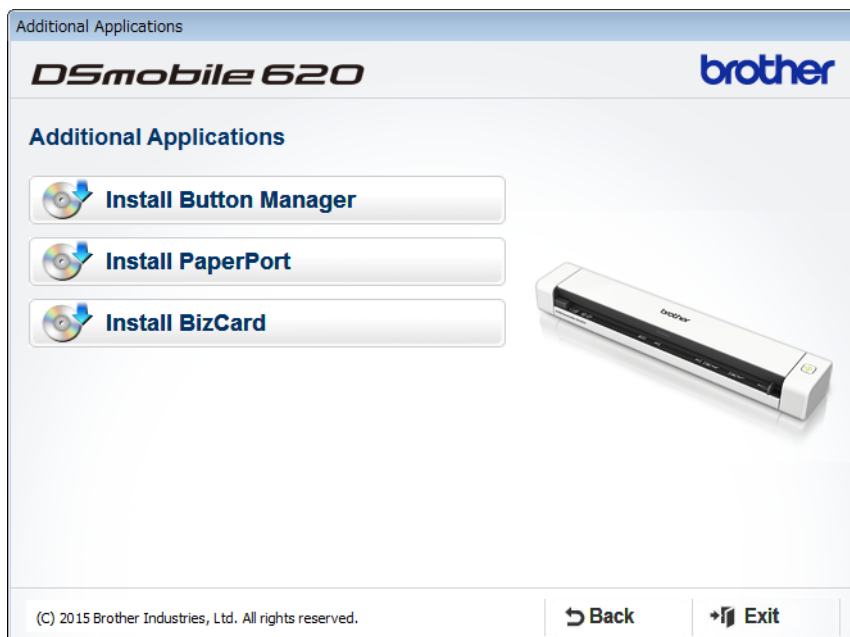 Additional Applications
DSmobile 620
brother
Additional Applications
Install Button Manager
Install PaperPort
Install BizCard
brother
(C) 2015 Brother Industries, Ltd. All rights reserved.
Back
Exit